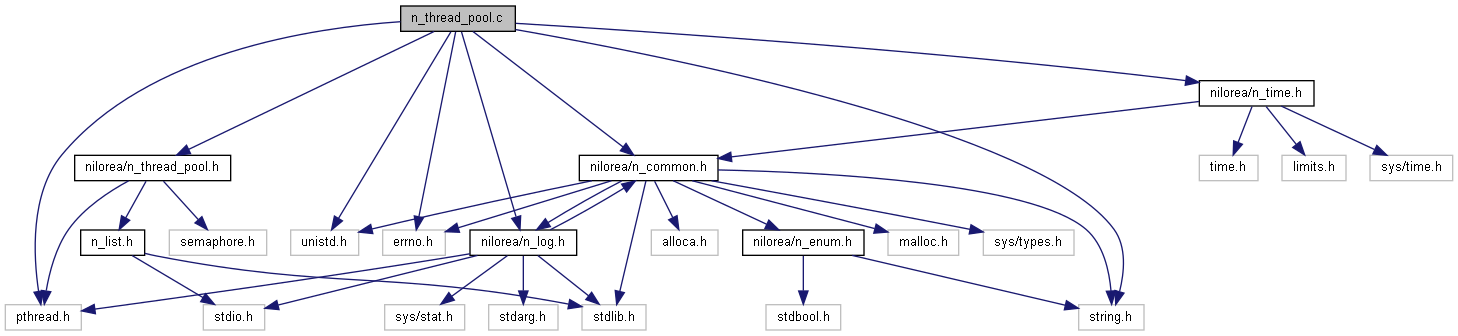 n_thread_pool.c
nilorea/n_time.h
nilorea/n_thread_pool.h
nilorea/n_common.h
time.h
limits.h
sys/time.h
n_list.h
semaphore.h
unistd.h
errno.h
nilorea/n_log.h
alloca.h
nilorea/n_enum.h
malloc.h
sys/types.h
pthread.h
stdio.h
sys/stat.h
stdarg.h
stdlib.h
stdbool.h
string.h